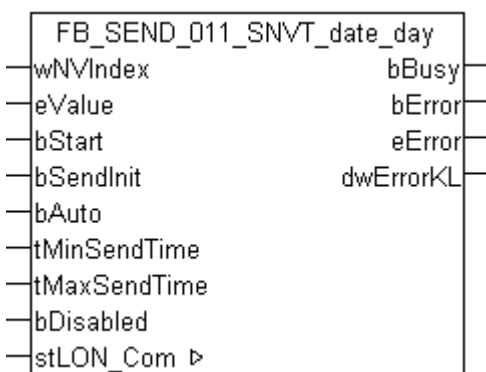 FB_SEND_011_SNVT_date_day
wNVIndex bBusy
eValue bError
bStart eError
bSendInit dwErrorKL
bAuto
tMinSendTime
tMaxSendTime
bDisabled
stLON_Com ▷